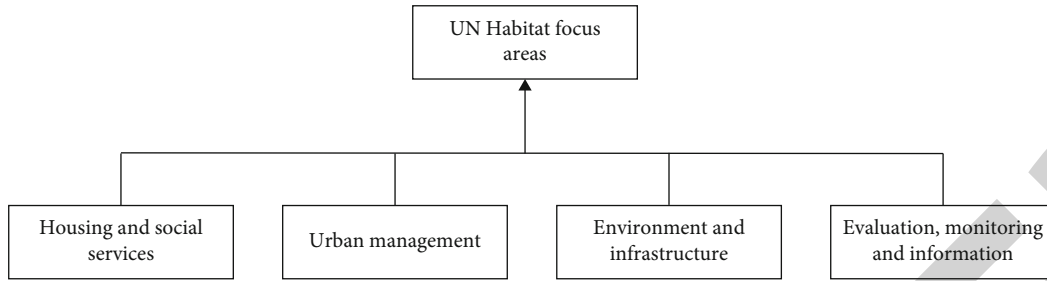 UN Habitat focus
areas
Housing and social
services
Urban management
Environment and
infrastructure
Evaluation, monitoring
and information